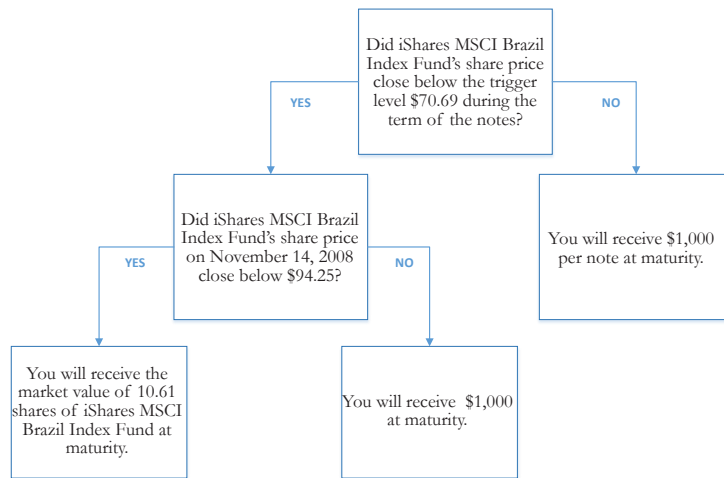 Did iShares MSCI Brazil
Index Fund's share price
close below the trigger
level $70.69 during the
term of the notes?
YES
NO
Did iShares MSCI Brazil
Index Fund's share price
on November 14, 2008
close below $94.25?
You will receive $1,000
per note at maturity.
YES
NO
You will receive the
market value of 10.61
shares of iShares MSCI
Brazil Index Fund at
maturity.
You will receive $1,000
at maturity.